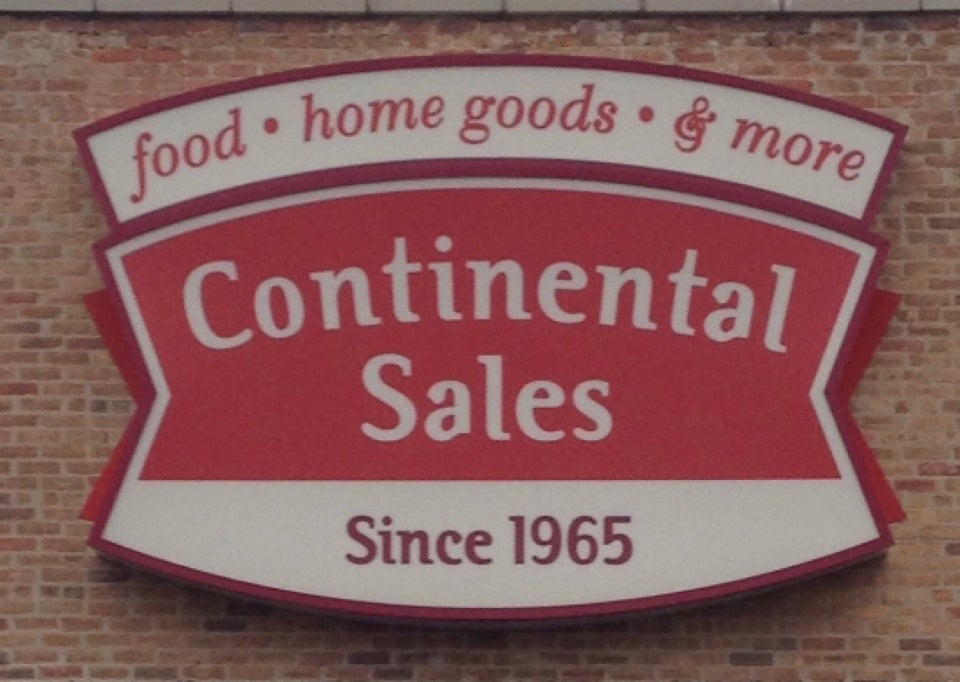 food • home goods • & more
Continental
Sales
Since 1965